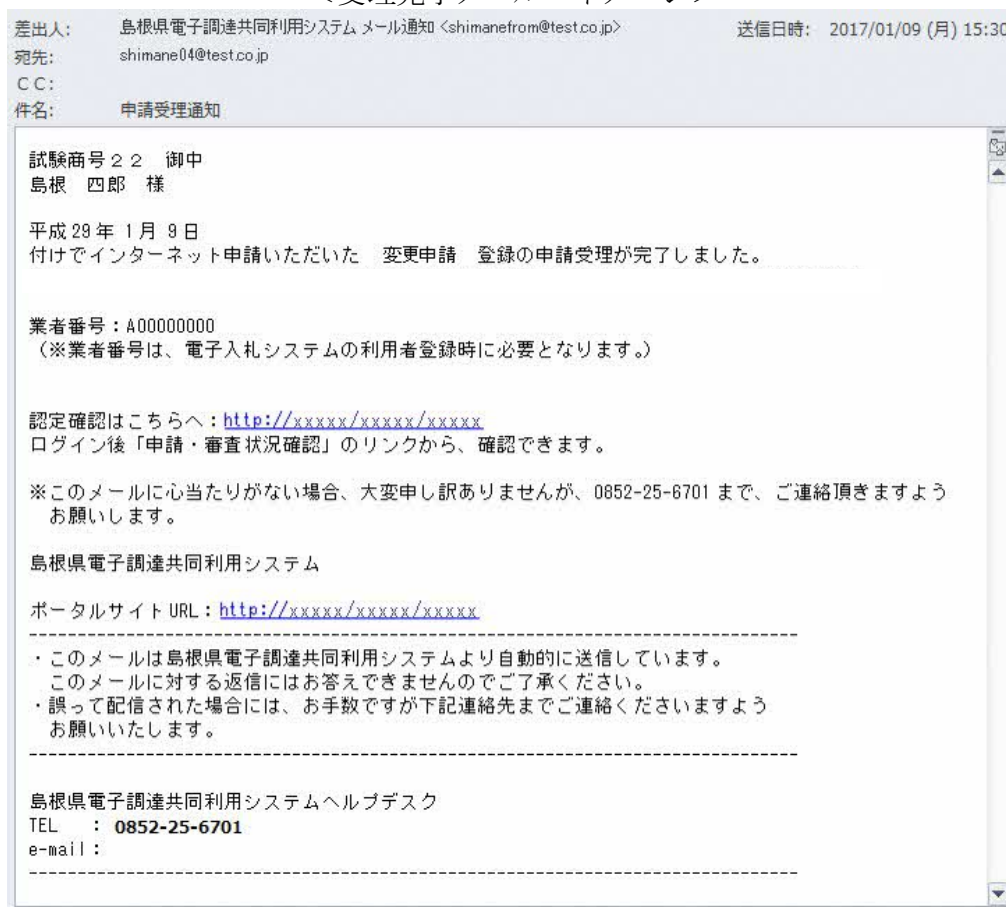 差出人: 島根県電子調達共同利用システム メール通知 <shimanefrom@test.co.jp> 送信日時: 2017/01/09 (月) 15:30
宛先: shimane04@test.co.jp
CC:
件名: 申請受理通知
試験商号22 御中
島根 四郎 様
平成29年 1月 9日
付けでインターネット申請いただいた 変更申請 登録の申請受理が完了しました。
業者番号：A00000000
（※業者番号は、電子入札システムの利用者登録時に必要となります。）
認定確認はこちらへ：http://xxxxx/xxxxx/xxxxx
ログイン後「申請・審査状況確認」のリンクから、確認できます。
※このメールに心当たりがない場合、大変申し訳ありませんが、0852-25-6701 まで、ご連絡頂きますよう
お願いします。
島根県電子調達共同利用システム
ポータルサイト URL：http://xxxxx/xxxxx/xxxxx
--------------------------------------------------------------------------------
・このメールは島根県電子調達共同利用システムより自動的に送信しています。
このメールに対する返信にはお答えできませんのでご了承ください。
・誤って配信された場合には、お手数ですが下記連絡先までご連絡くださいますよう
お願いいたします。
--------------------------------------------------------------------------------
島根県電子調達共同利用システムヘルプデスク
TEL ： 0852-25-6701
e-mail：
--------------------------------------------------------------------------------